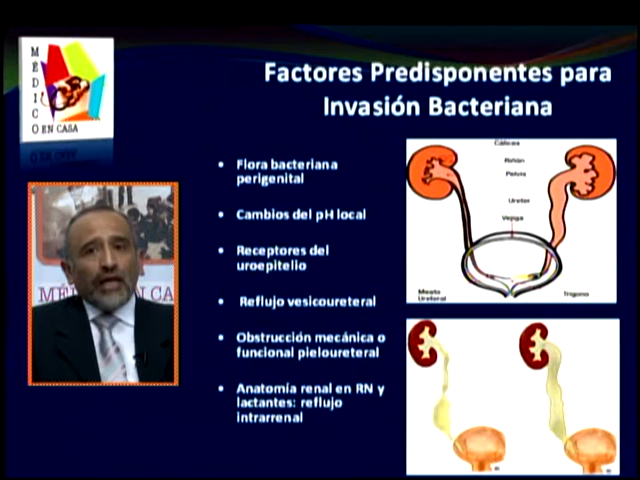 MÉDICO
EN CASA
Factores Predisponentes para
Invasión Bacteriana
• Flora bacteriana
perigenital
• Cambios del pH local
• Receptores del
uroepitelio
• Reflujo vesicoureteral
• Obstrucción mecánica o
funcional pieloureteral
• Anatomía renal en RN y
lactantes: reflujo
intrarrenal
Cálices
Riñón
Pelvis
Uréter
Vejiga
Meato
Ureteral
Trígono
MÉD
EN CA